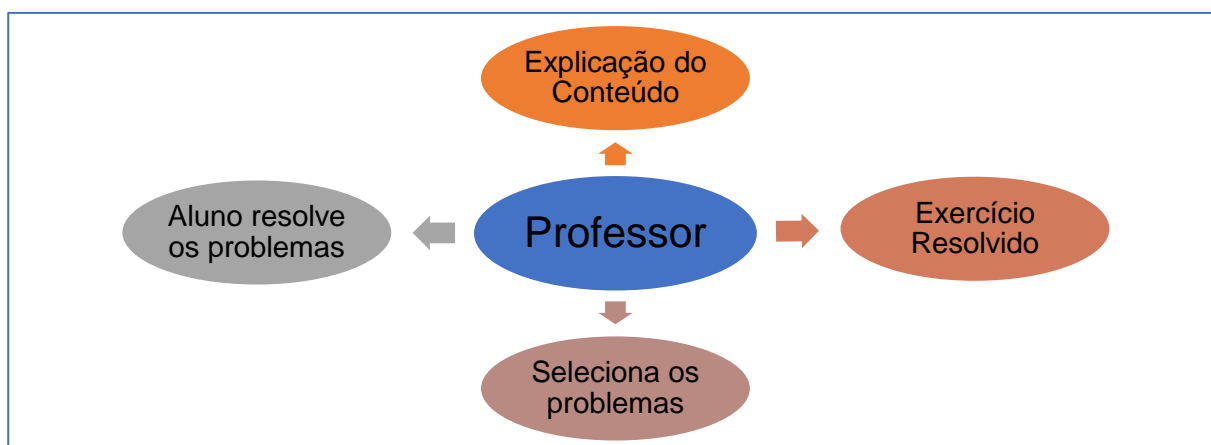 Explicação do
Conteúdo
Aluno resolve
os problemas
Professor
Exercício
Resolvido
Seleciona os
problemas